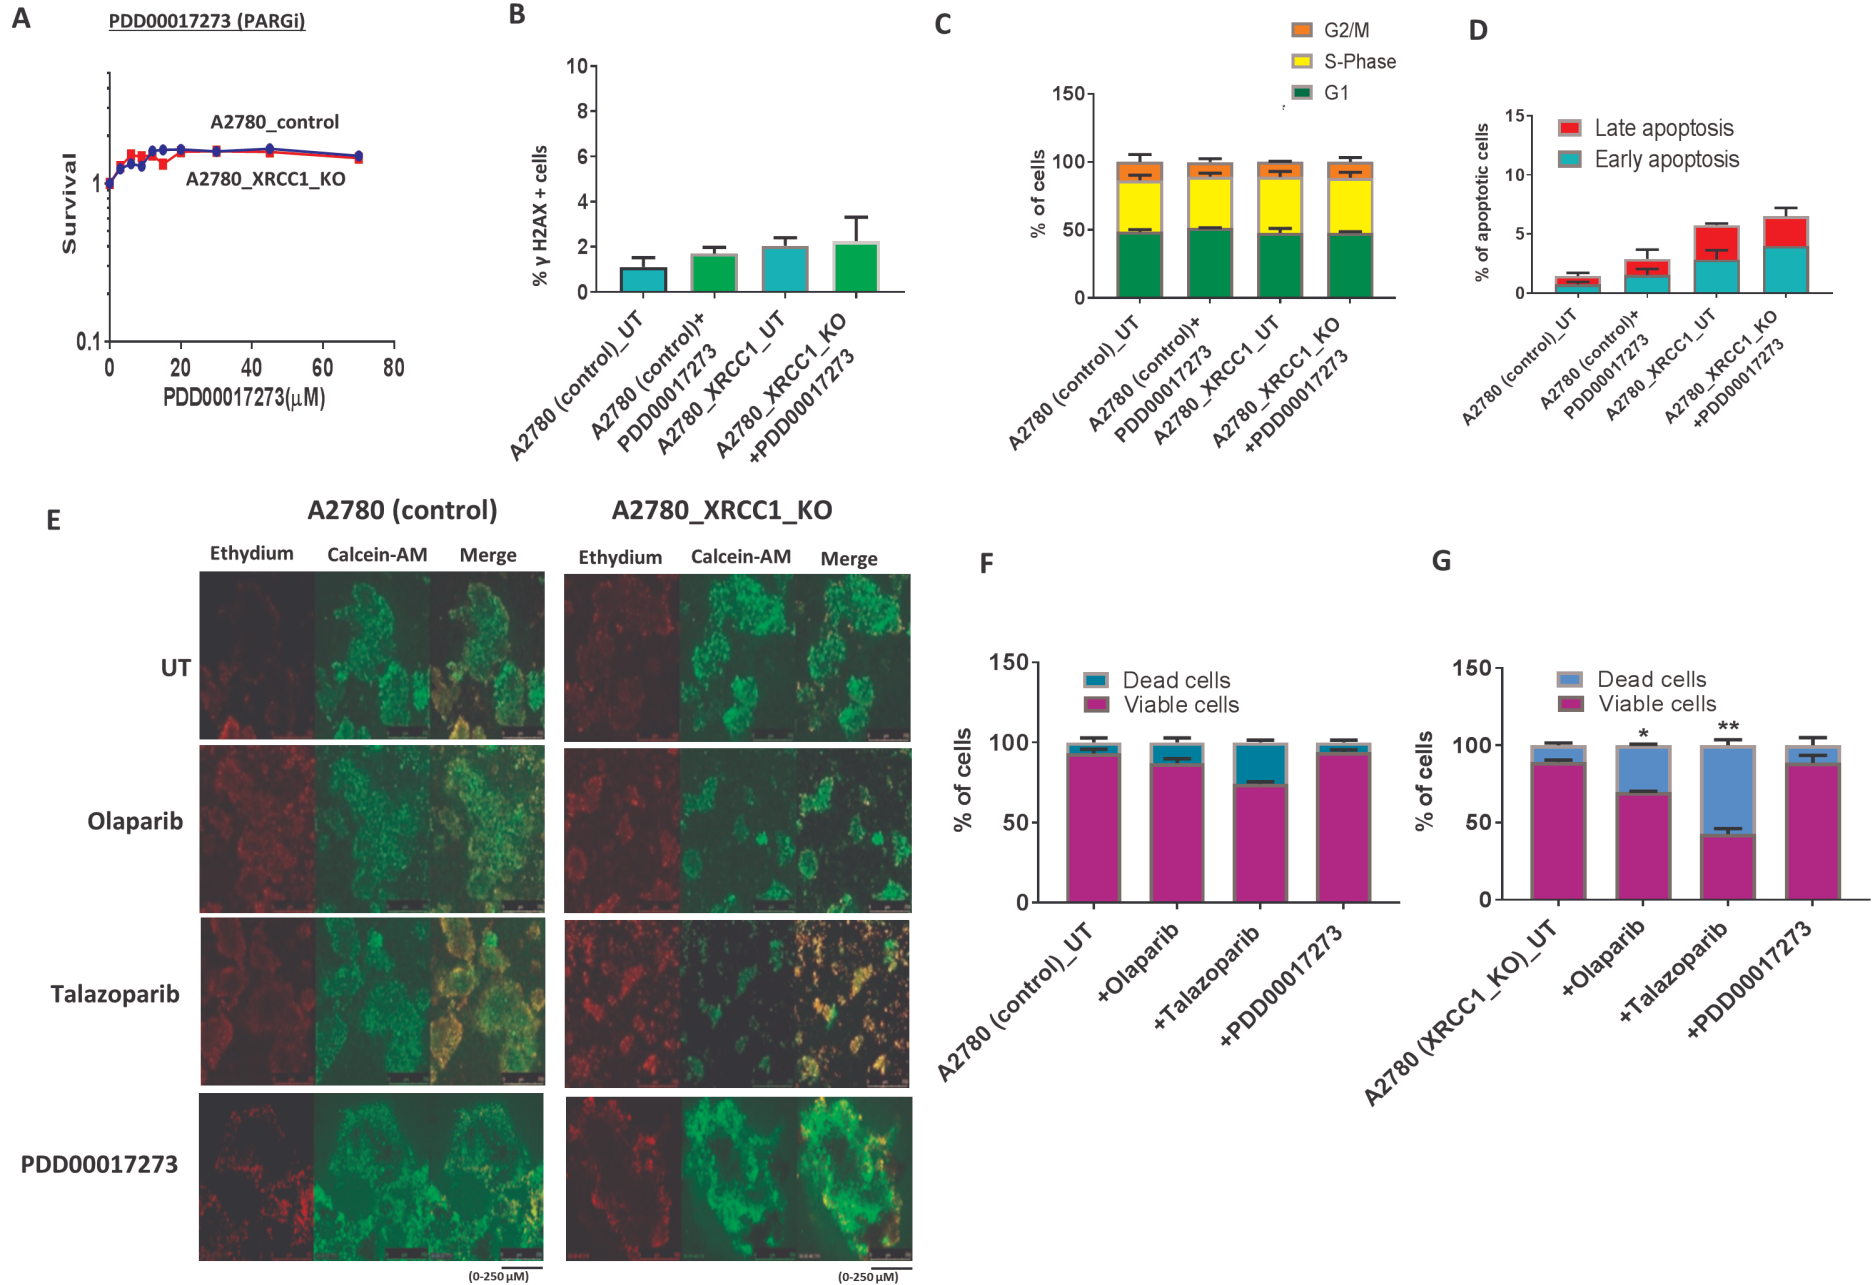 A
PDD00017273 (PARGi)
Survival
1
0.1
0 20 40 60 80
PDD00017273(μM)
A2780_control
A2780_XRCC1_KO
B
% γ H2AX + cells
10
8
6
4
2
0
A2780 (control)_UT
A2780 (control)+
PDD00017273
A2780_XRCC1_UT
A2780_XRCC1_KO
+PDD00017273
C
G2/M
S-Phase
G1
% of cells
150
100
50
0
A2780 (control)_UT
A2780 (control)+
PDD00017273
A2780_XRCC1_UT
A2780_XRCC1_KO
+PDD00017273
D
Late apoptosis
Early apoptosis
% of apoptotic cells
15
10
5
0
A2780 (control)_UT
A2780 (control)+
PDD00017273
A2780_XRCC1_UT
A2780_XRCC1_KO
+PDD00017273
E
A2780 (control)
A2780_XRCC1_KO
Ethydium Calcein-AM Merge
Ethydium Calcein-AM Merge
UT
Olaparib
Talazoparib
PDD00017273
(0-250 μM)
(0-250 μM)
F
Dead cells
Viable cells
% of cells
150
100
50
0
A2780 (control)_UT
+Olaparib
+Talazoparib
+PDD00017273
G
Dead cells
Viable cells
% of cells
150
100
50
0
*
**
A2780 (XRCC1_KO)_UT
+Olaparib
+Talazoparib
+PDD00017273